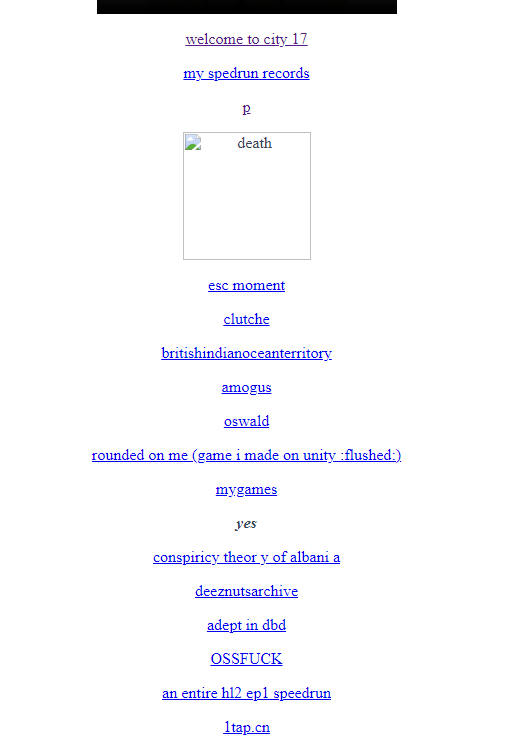 welcome to city 17
my spedrun records
p
death
esc moment
clutche
britishindianoceanterritory
amogus
oswald
rounded on me (game i made on unity :flushed:)
mygames
yes
conspiricy theor y of albani a
deeznutsarchive
adept in dbd
OSSFUCK
an entire hl2 ep1 speedrun
1tap.cn